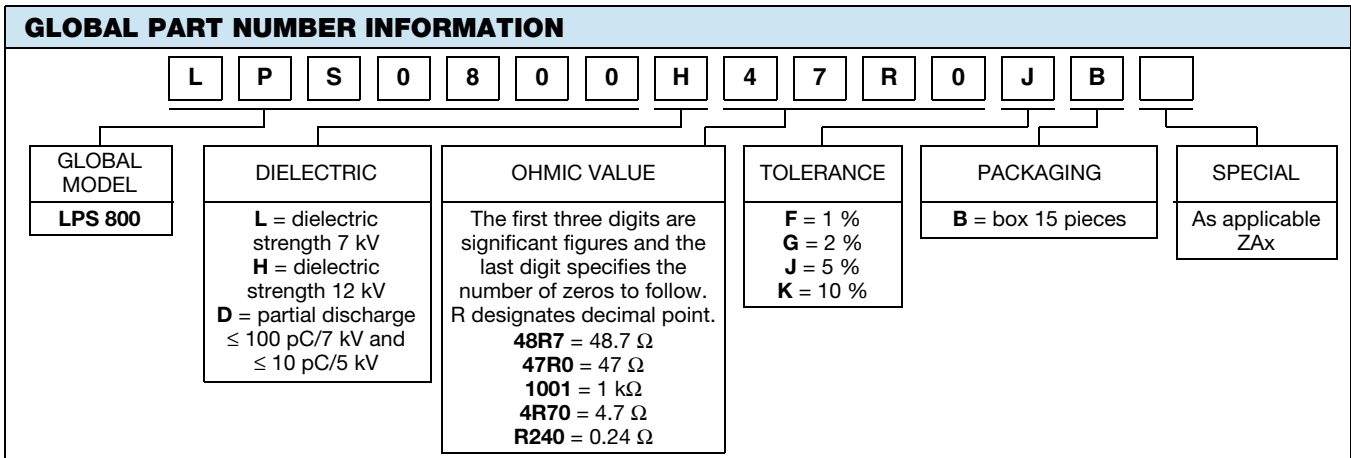 GLOBAL PART NUMBER INFORMATION
L P S 0 8 0 0 H 4 7 R 0 J B
GLOBAL
MODEL
LPS 800
DIELECTRIC
L = dielectric
strength 7 kV
H = dielectric
strength 12 kV
D = partial discharge
≤ 100 pC/7 kV and
≤ 10 pC/5 kV
OHMIC VALUE
The first three digits are
significant figures and the
last digit specifies the
number of zeros to follow.
R designates decimal point.
48R7 = 48.7 Ω
47R0 = 47 Ω
1001 = 1 kΩ
4R70 = 4.7 Ω
R240 = 0.24 Ω
TOLERANCE
F = 1 %
G = 2 %
J = 5 %
K = 10 %
PACKAGING
B = box 15 pieces
SPECIAL
As applicable
ZAx